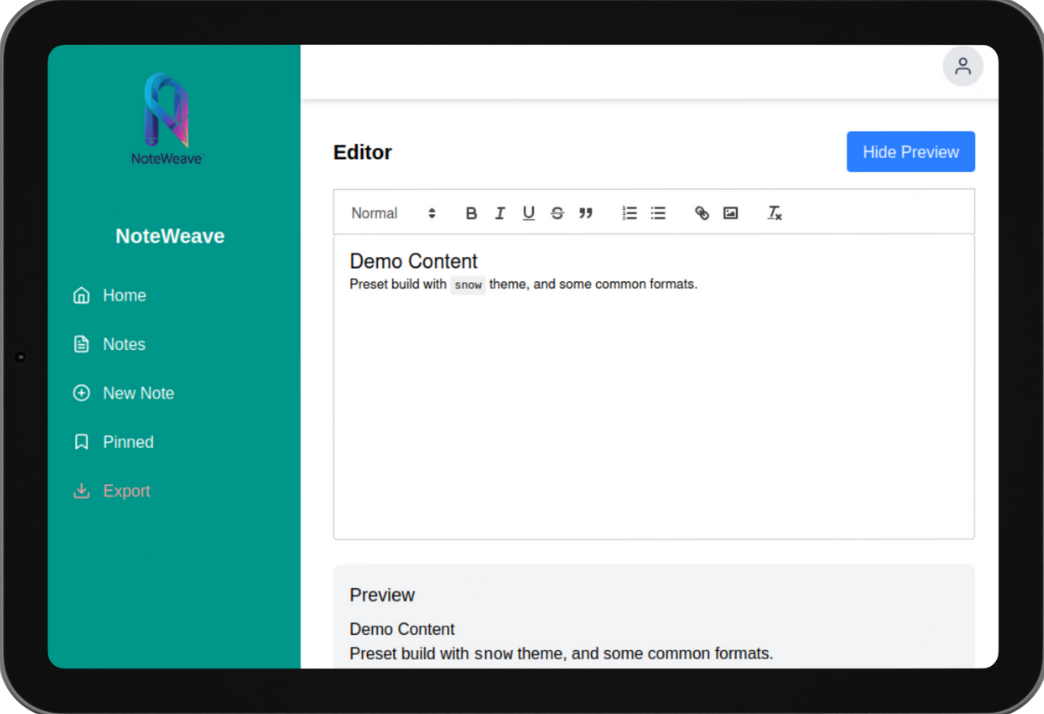 NoteWeave
NoteWeave
Home
Notes
New Note
Pinned
Export
Editor
Hide Preview
Normal
Demo Content
Preset build with snow theme, and some common formats.
Preview
Demo Content
Preset build with snow theme, and some common formats.